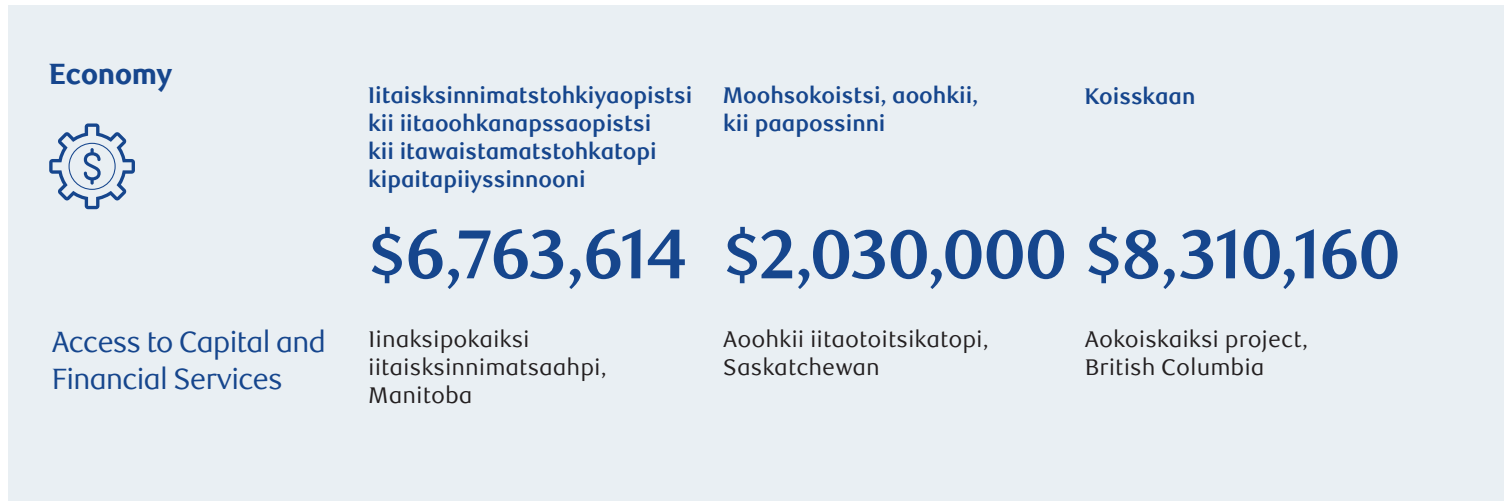 Economy
Iitaisksinnimatstohkiyaopistsi
kii iitaoohkanapssaopistsi
kii itawaistamatstohkatopi
kipaitapiiyssinnooni
Moohsokoistsi, aoohkii,
kii paapossinni
Koisskaan
$
$6,763,614
$2,030,000
$8,310,160
Access to Capital and
Financial Services
Iinaksipokaiksi
iitaisksinnimatsaahpi,
Manitoba
Aoohkii iitaotoitsikatopi,
Saskatchewan
Aokoiskaiksi project,
British Columbia